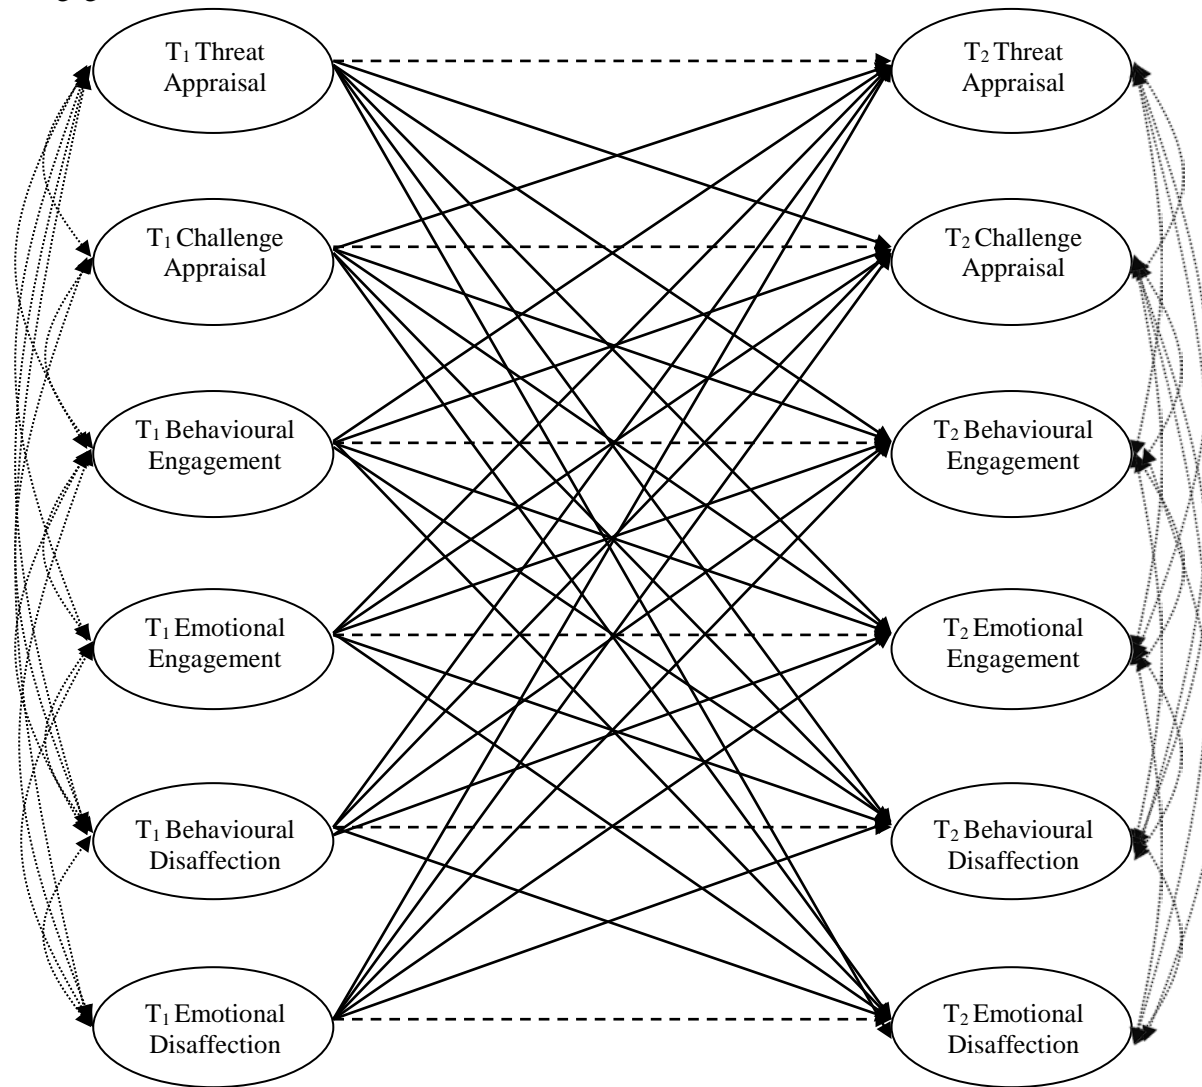 T₁ Threat
Appraisal
T₂ Threat
Appraisal
T₁ Challenge
Appraisal
T₂ Challenge
Appraisal
T₁ Behavioural
Engagement
T₂ Behavioural
Engagement
T₁ Emotional
Engagement
T₂ Emotional
Engagement
T₁ Behavioural
Disaffection
T₂ Behavioural
Disaffection
T₁ Emotional
Disaffection
T₂ Emotional
Disaffection